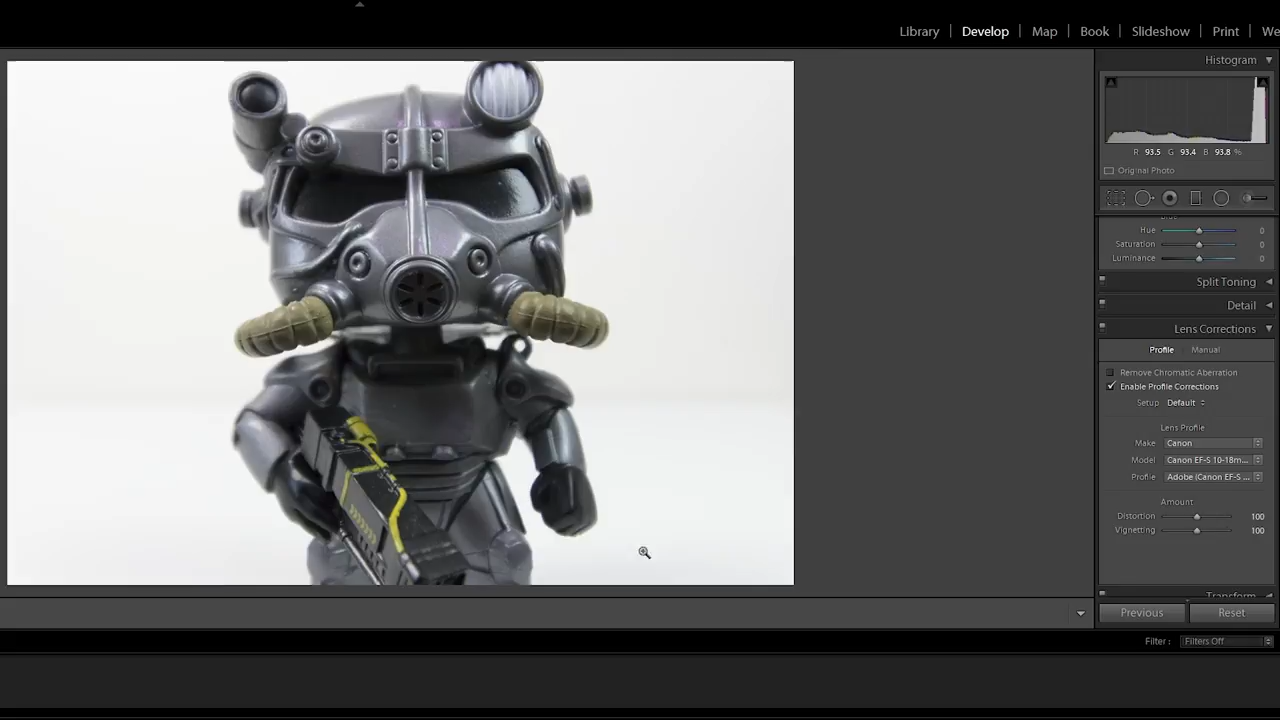 Library | Develop | Map | Book | Slideshow | Print | We
Histogram
R 93.5 G 93.4 B 93.8 %
Original Photo
Hue 0
Saturation 0
Luminance 0
Split Toning
Detail
Lens Corrections
Profile Manual
Remove Chromatic Aberration
Enable Profile Corrections
Setup Default
Lens Profile
Make Canon
Model Canon EF-S 10-18m...
Profile Adobe (Canon EF-S ...
Amount
Distortion 100
Vignetting 100
Transform
Previous Reset
Filter : Filters Off